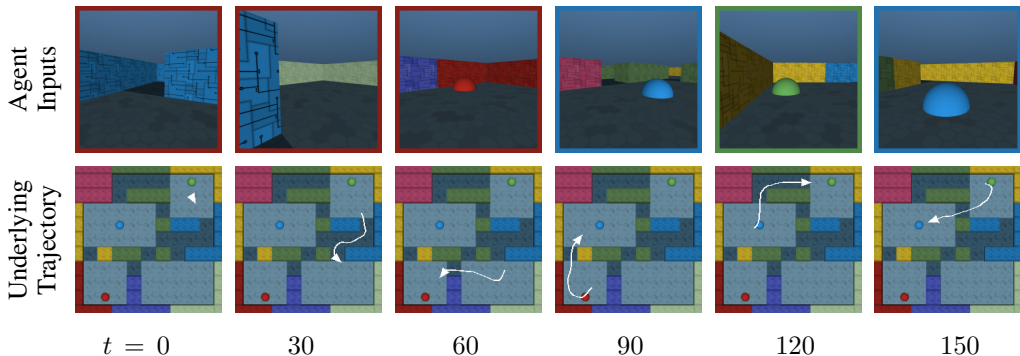 Agent
Inputs
Underlying
Trajectory
t = 0 30 60 90 120 150